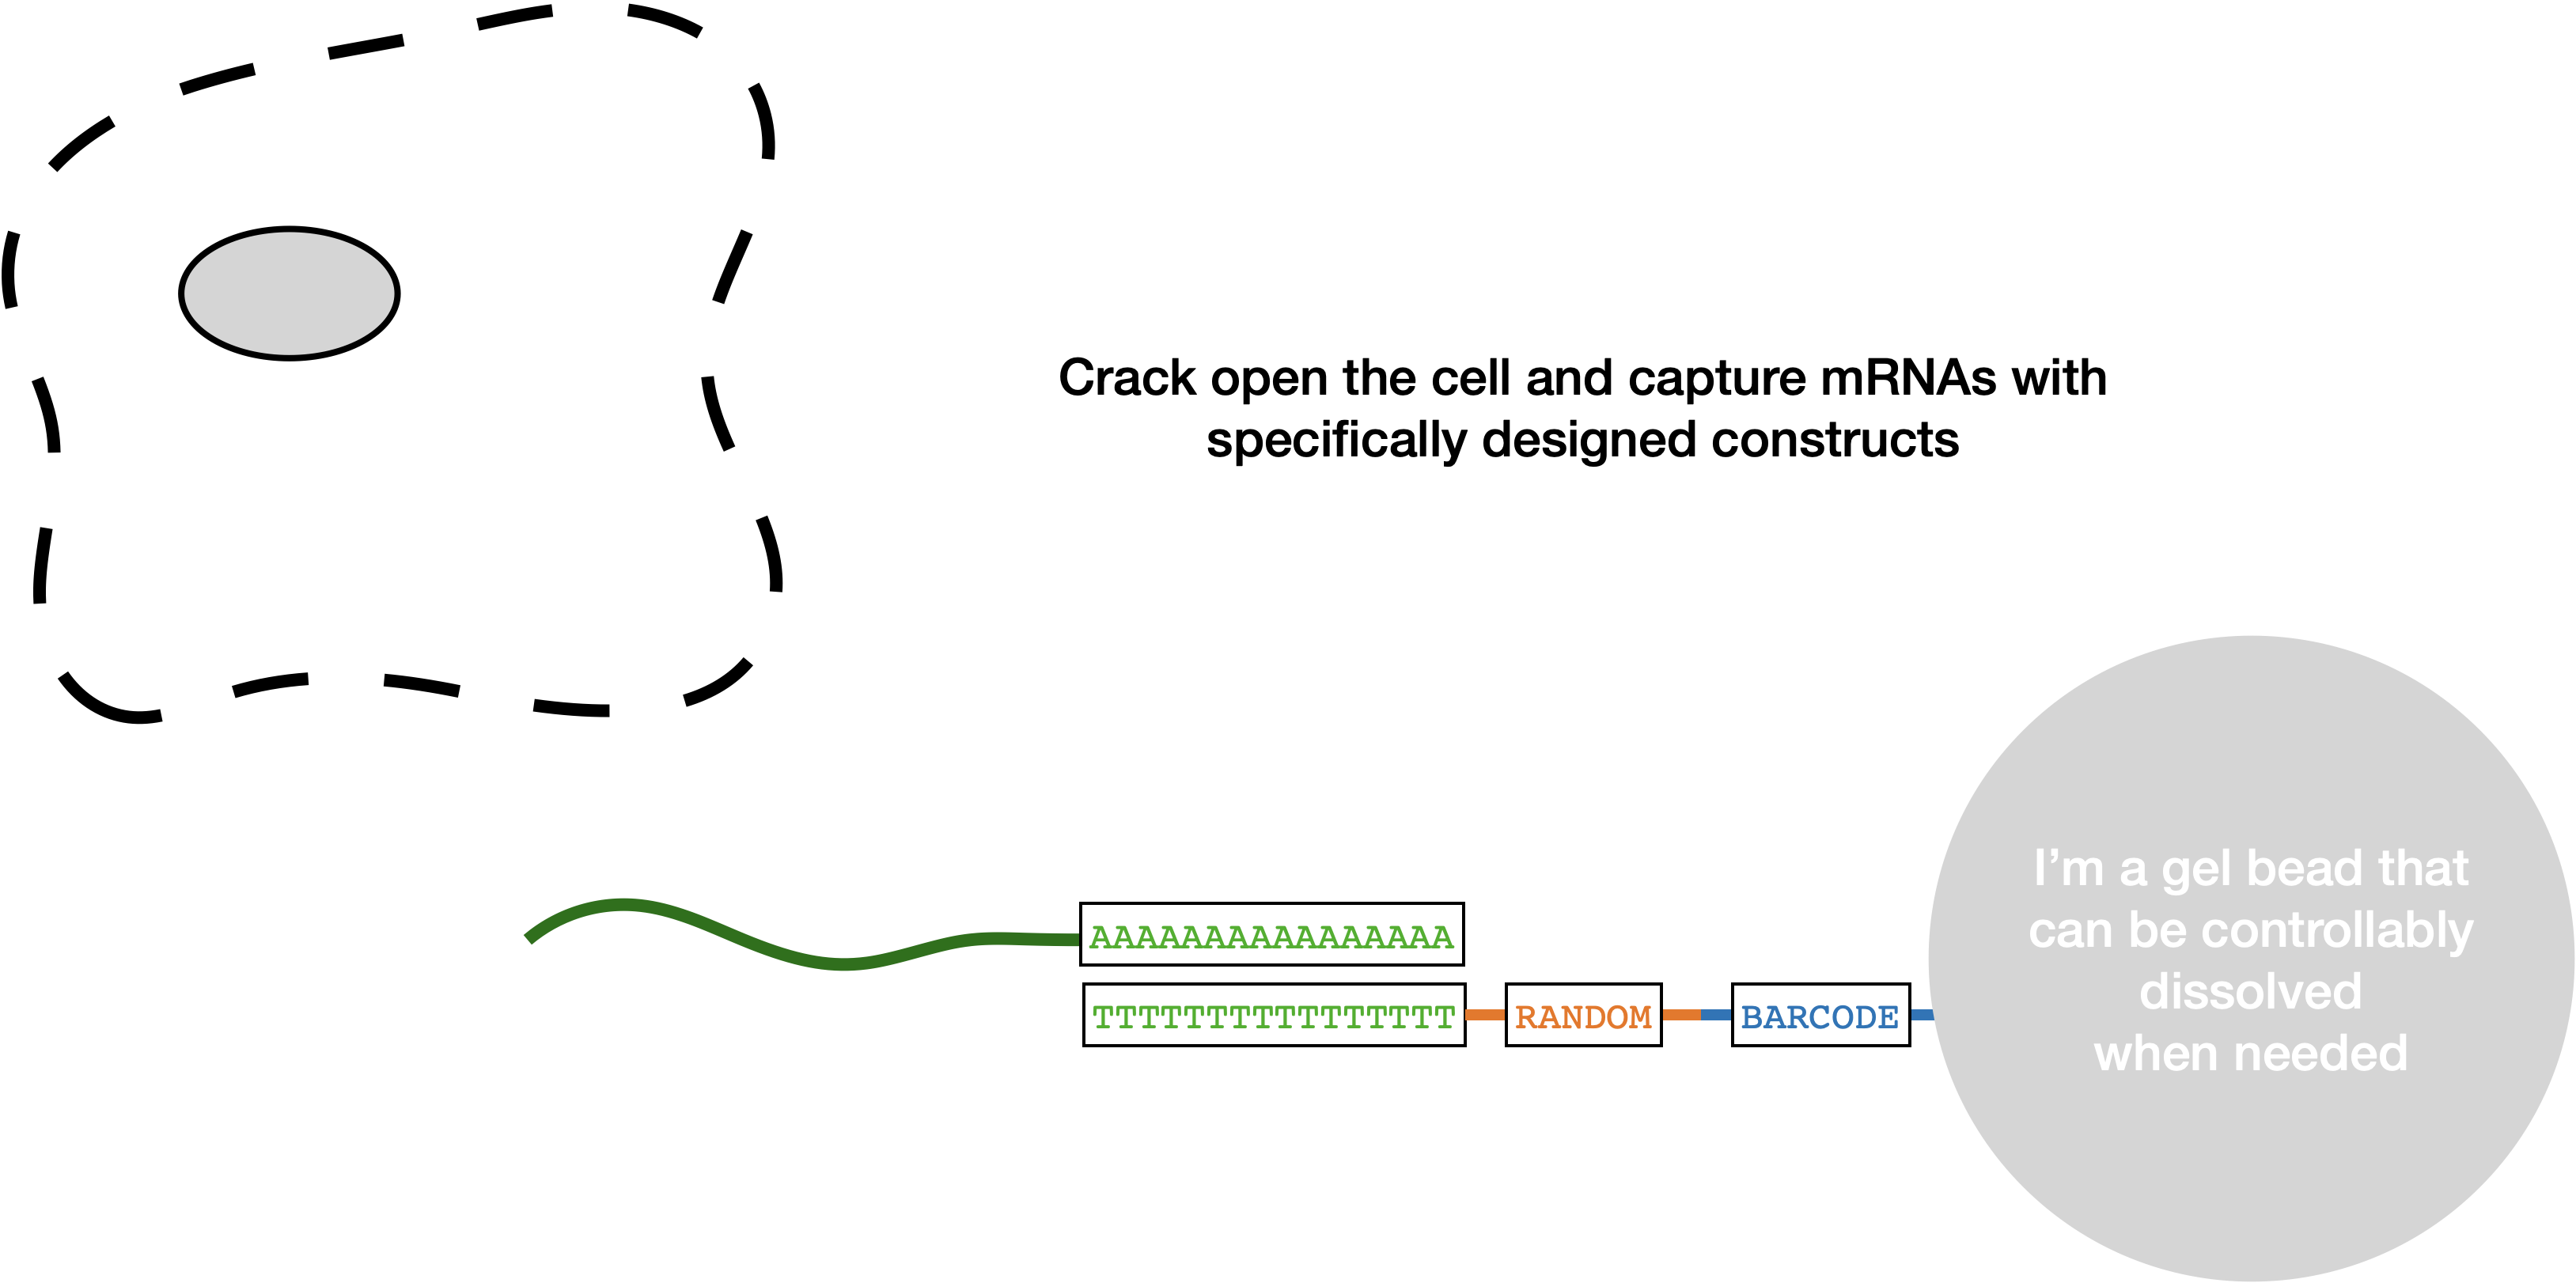 Crack open the cell and capture mRNAs with
specifically designed constructs
I’m a gel bead that
can be controllably
dissolved
when needed
AAAAAAAAAAAAAAAA
TTTTTTTTTTTTTTTT
RANDOM
BARCODE